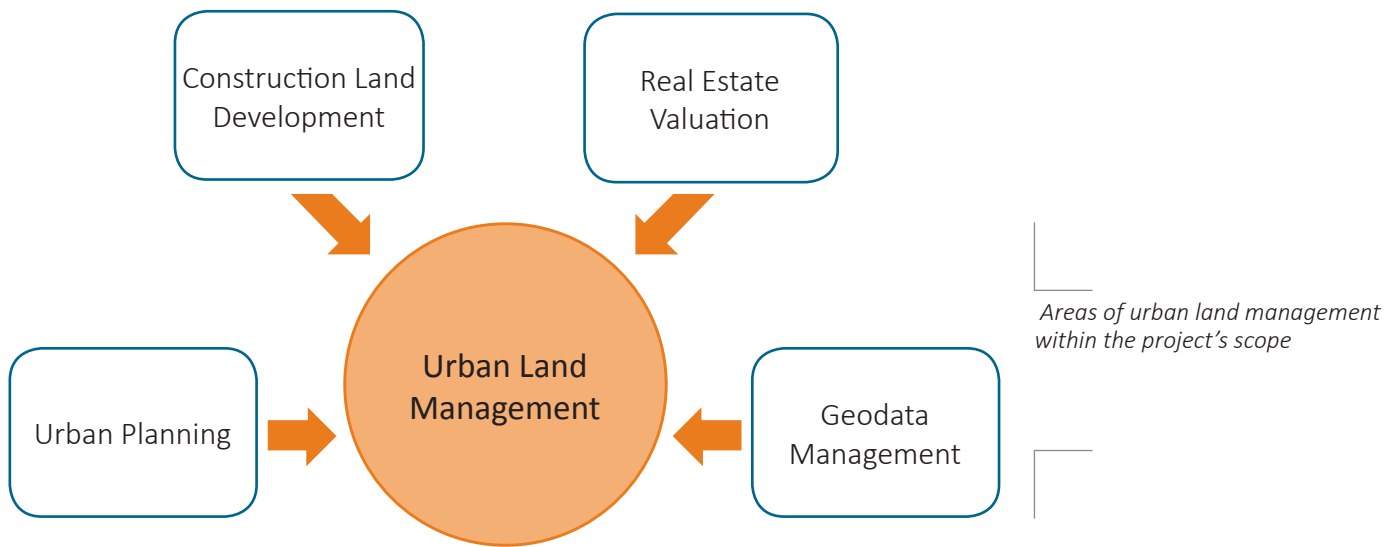 Construction Land
Development
Real Estate
Valuation
Urban Land
Management
Urban Planning
Geodata
Management
Areas of urban land management
within the project’s scope